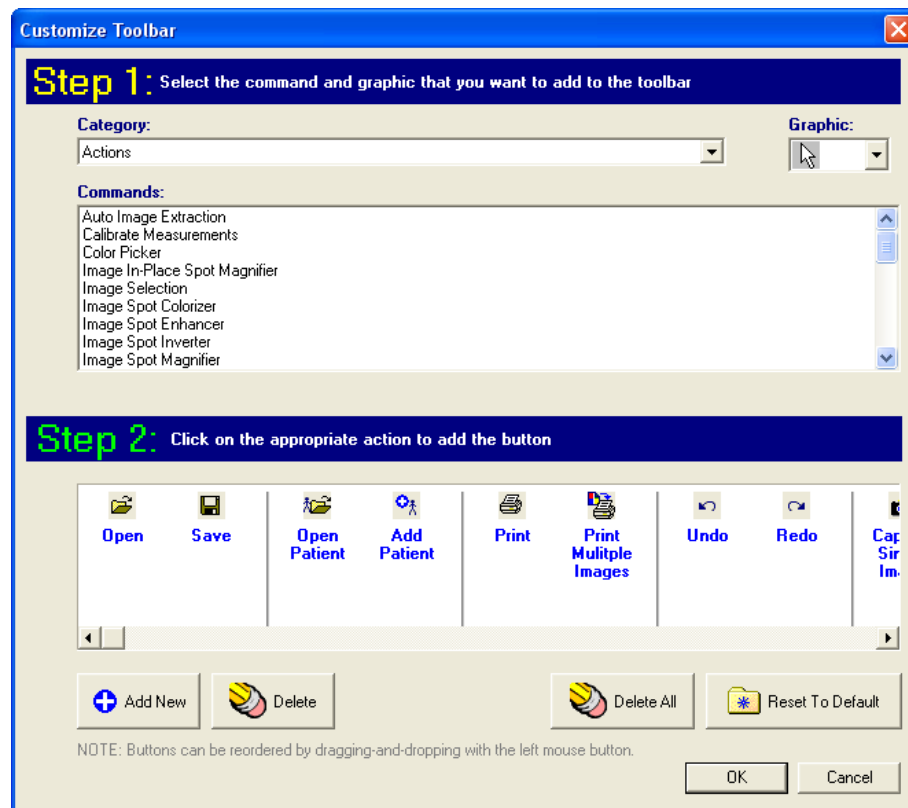 Customize Toolbar
Step 1: Select the command and graphic that you want to add to the toolbar
Category: Graphic:
Actions
Commands:
Auto Image Extraction
Calibrate Measurements
Color Picker
Image In-Place Spot Magnifier
Image Selection
Image Spot Colorizer
Image Spot Enhancer
Image Spot Inverter
Image Spot Magnifier
Step 2: Click on the appropriate action to add the button
Open Save Open Patient Add Patient Print Print Mulitple Images Undo Redo
Add New Delete Delete All Reset To Default
NOTE: Buttons can be reordered by dragging-and-dropping with the left mouse button.
OK Cancel